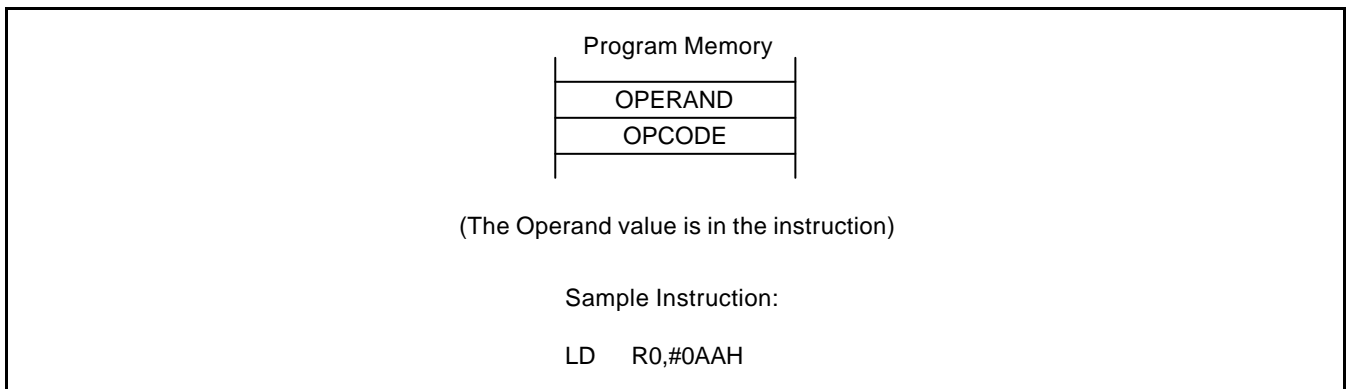 Program Memory
OPERAND
OPCODE
(The Operand value is in the instruction)
Sample Instruction:
LD R0,#0AAH